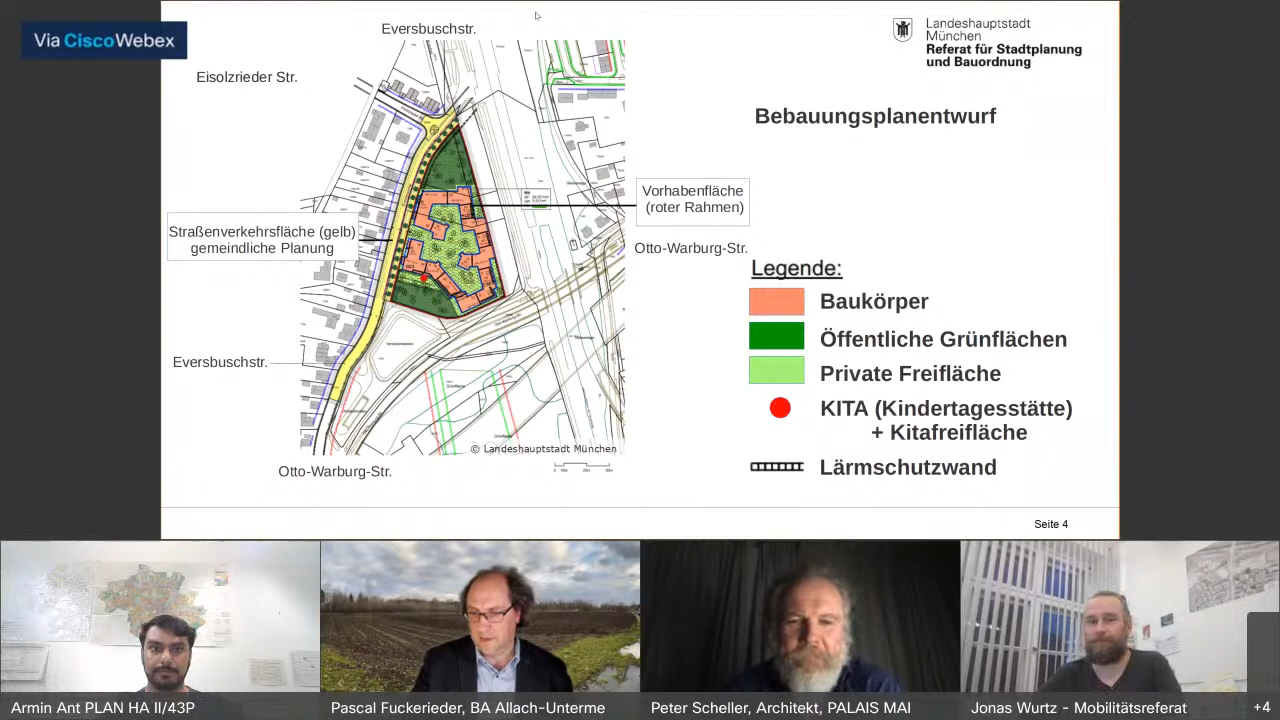 Via Cisco Webex
Eversbuschstr.
Landeshauptstadt
München
Referat für Stadtplanung
und Bauordnung
Eisolzrieder Str.
Bebauungsplanentwurf
Vorhabenfläche
(roter Rahmen)
Straßenverkehrsfläche (gelb)
gemeindliche Planung
Otto-Warburg-Str.
Legende:
Baukörper
Öffentliche Grünflächen
Private Freifläche
KITA (Kindertagesstätte)
+ Kitafreifläche
Lärmschutzwand
Eversbuschstr.
© Landeshauptstadt München
Otto-Warburg-Str.
Seite 4
Armin Ant PLAN HA II/43P
Pascal Fuckerieder, BA Allach-Unterme
Peter Scheller, Architekt, PALAIS MAI
Jonas Wurtz - Mobilitätsreferat
+4